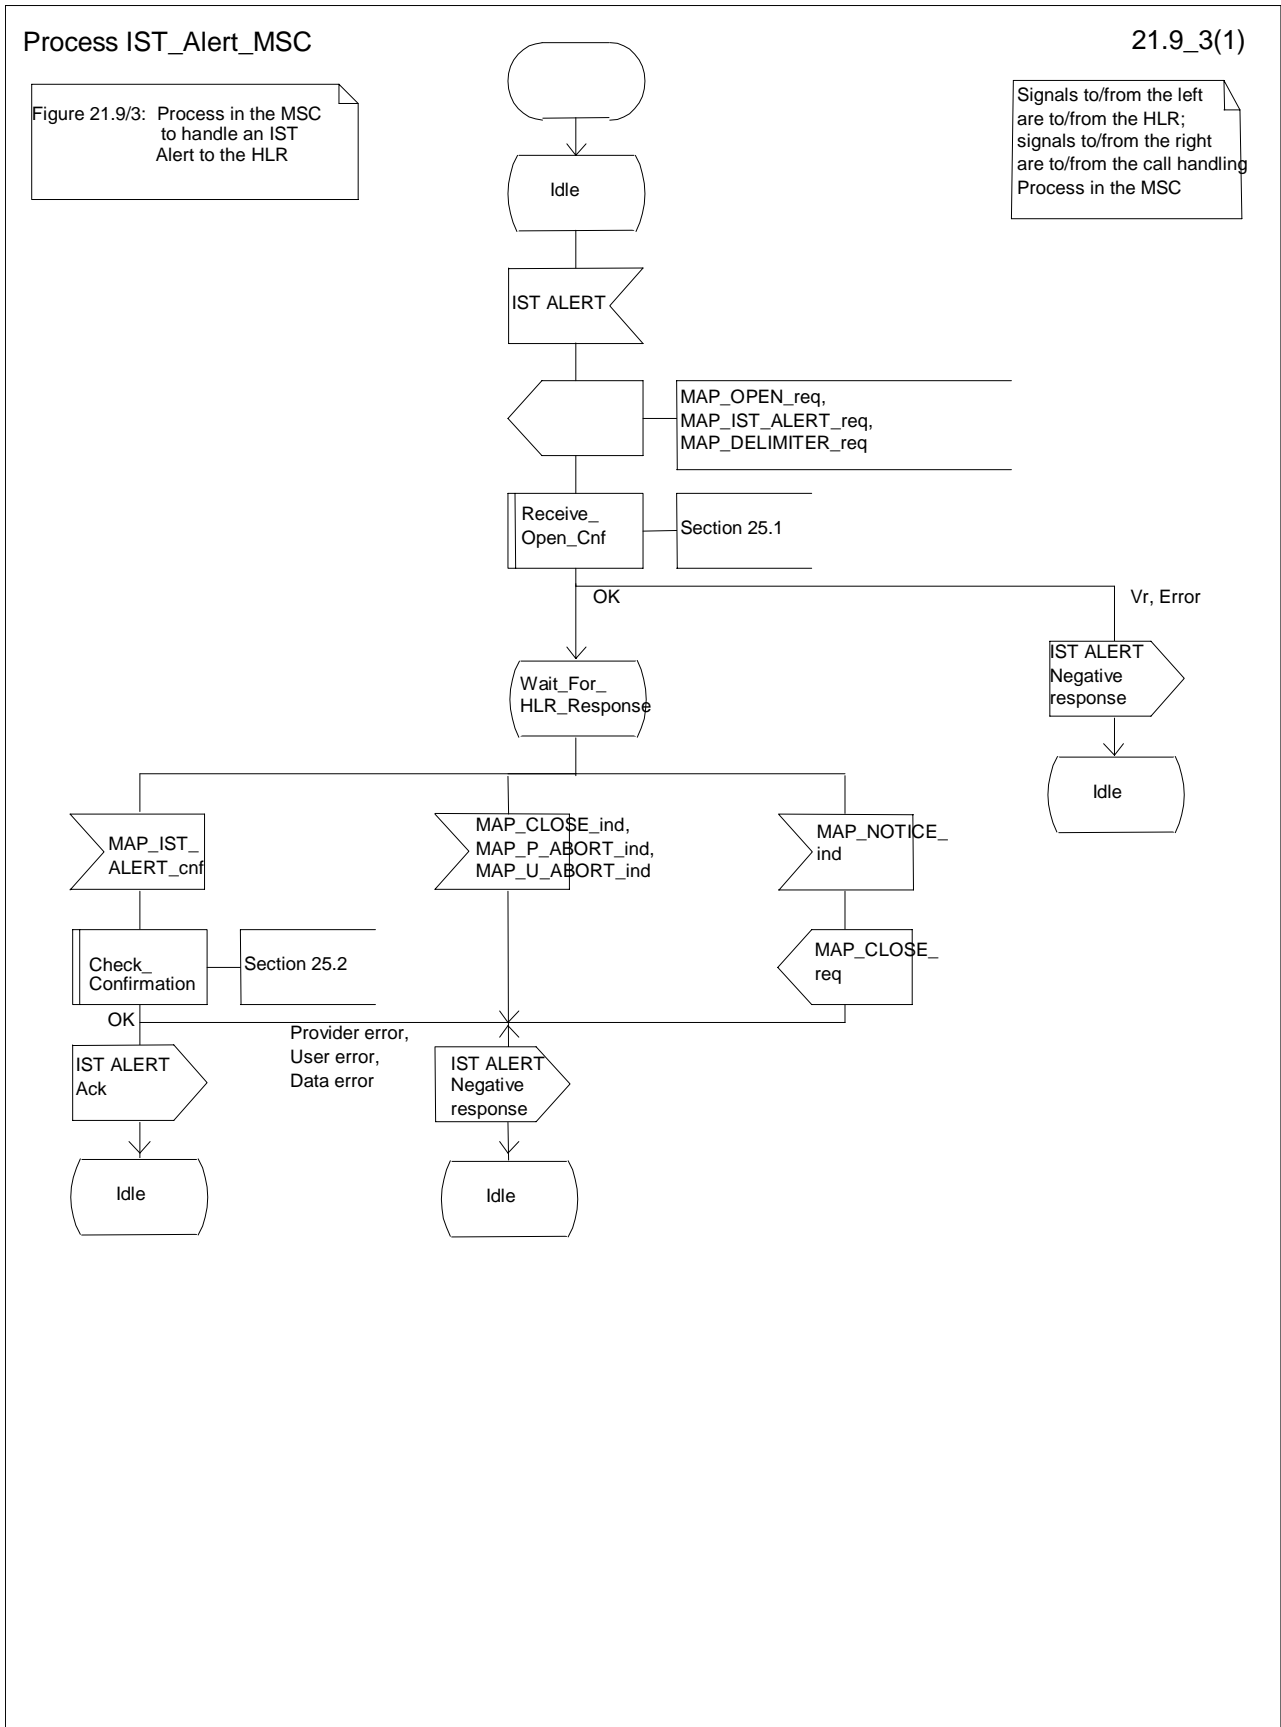 Process IST_Alert_MSC
21.9_3(1)
Figure 21.9/3: Process in the MSC
to handle an IST
Alert to the HLR
Signals to/from the left
are to/from the HLR;
signals to/from the right
are to/from the call handling
Process in the MSC
Idle
IST ALERT
MAP_OPEN_req,
MAP_IST_ALERT_req,
MAP_DELIMITER_req
Receive_
Open_Cnf
Section 25.1
OK
Vr, Error
IST ALERT
Negative
response
Wait_For_
HLR_Response
Idle
MAP_IST_
ALERT_cnf
MAP_CLOSE_ind,
MAP_P_ABORT_ind,
MAP_U_ABORT_ind
MAP_NOTICE_
ind
Check_
Confirmation
Section 25.2
MAP_CLOSE_
req
OK
Provider error,
User error,
Data error
IST ALERT
Ack
IST ALERT
Negative
response
Idle
Idle